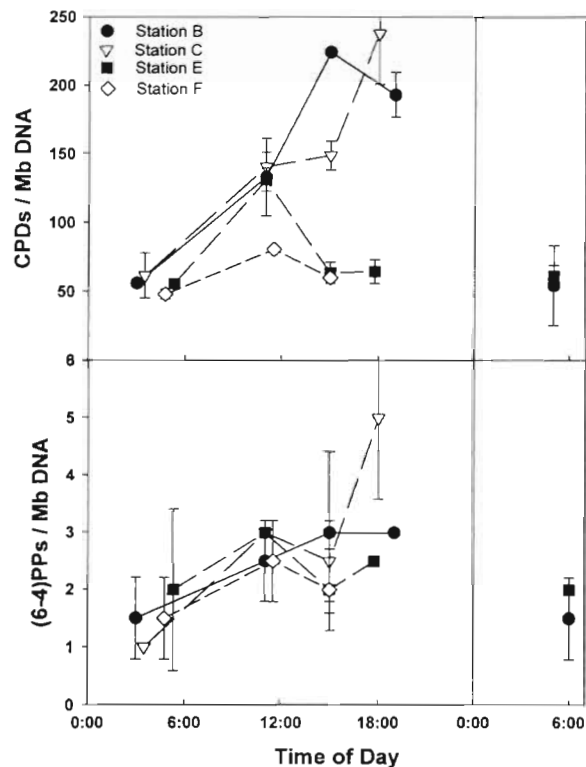 250
200
150
100
50
CPDs / Mb DNA
Station B
Station C
Station E
Station F
6
5
4
3
2
1
0
(6-4)PPs / Mb DNA
0:00 6:00 12:00 18:00 0:00 6:00
Time of Day